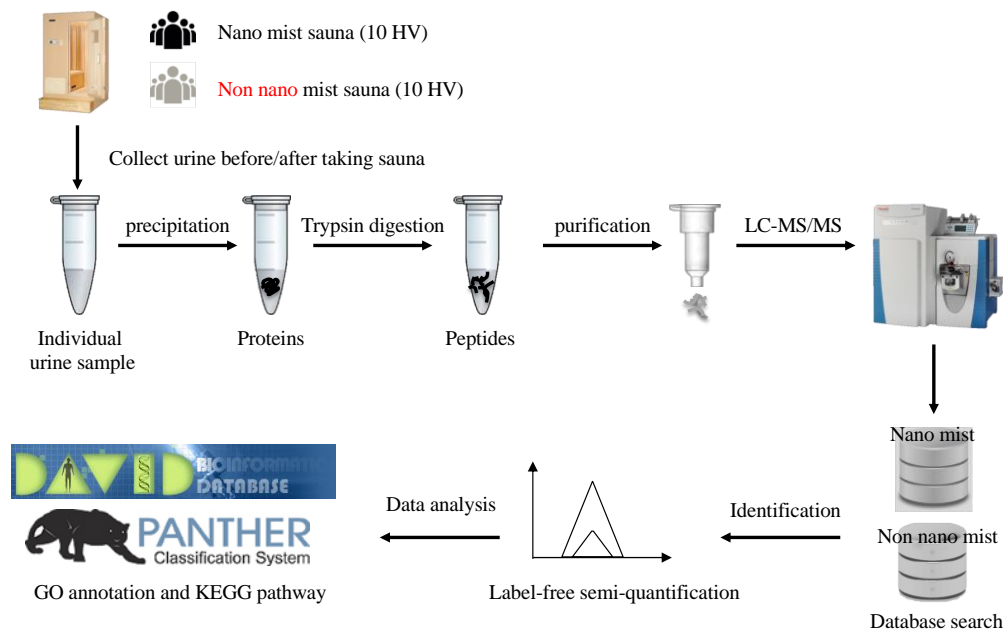 Nano mist sauna (10 HV)
Non nano mist sauna (10 HV)
Collect urine before/after taking sauna
precipitation
Trypsin digestion
purification
LC-MS/MS
Individual
urine sample
Proteins
Peptides
Nano mist
Non nano mist
Database search
Identification
Label-free semi-quantification
Data analysis
DAVID BIOINFORMATIC
DATABASE
PANTHER
Classification System
GO annotation and KEGG pathway